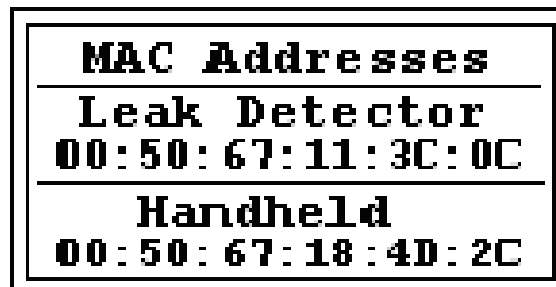 MAC Addresses
Leak Detector
00:50:67:11:3C:0C
Handheld
00:50:67:18:4D:2C